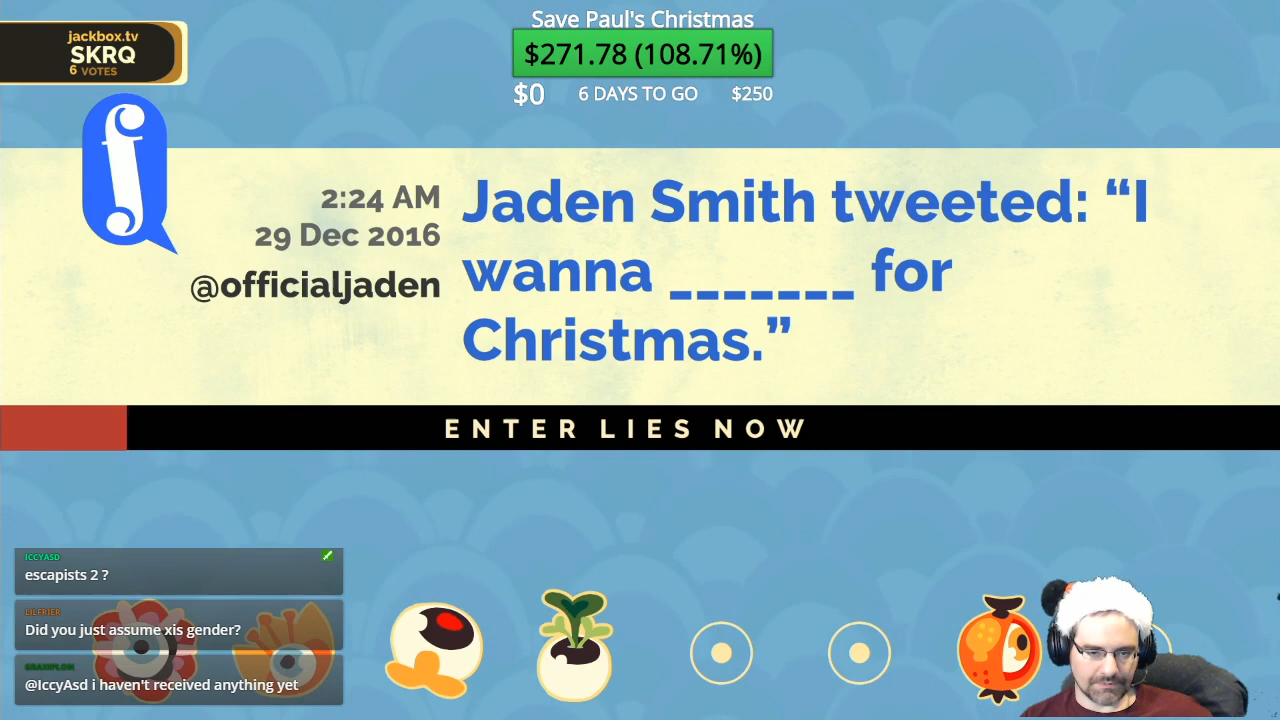 jackbox.tv
SKRQ
6 VOTES
Save Paul's Christmas
$271.78 (108.71%)
$0 6 DAYS TO GO $250
2:24 AM
29 Dec 2016
@officialjaden
Jaden Smith tweeted: “I
wanna _______ for
Christmas.”
ENTER LIES NOW
ICCYASD
escapists 2 ?
LILFRIER
Did you just assume xis gender?
@IccyAsd i haven't received anything yet